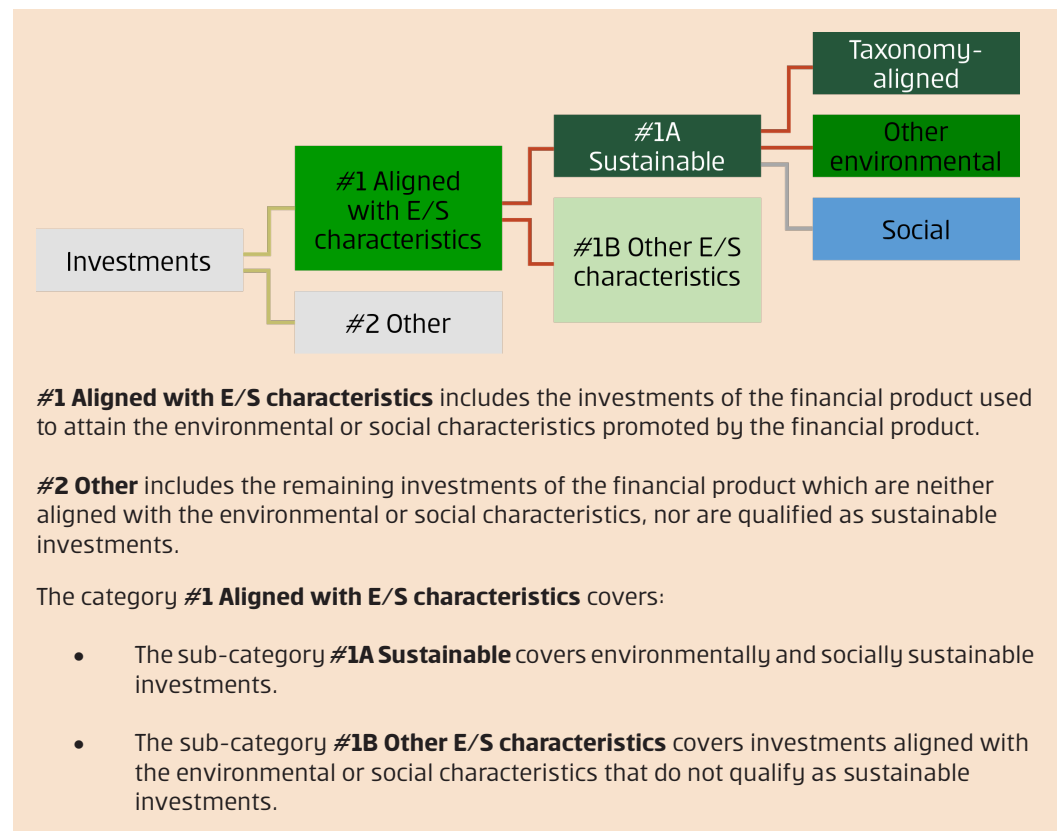 Taxonomy-
aligned
#1A
Sustainable
Other
environmental
#1 Aligned
with E/S
characteristics
Social
#1B Other E/S
characteristics
Investments
#2 Other
#1 Aligned with E/S characteristics includes the investments of the financial product used
to attain the environmental or social characteristics promoted by the financial product.
#2 Other includes the remaining investments of the financial product which are neither
aligned with the environmental or social characteristics, nor are qualified as sustainable
investments.
The category #1 Aligned with E/S characteristics covers:
• The sub-category #1A Sustainable covers environmentally and socially sustainable
investments.
• The sub-category #1B Other E/S characteristics covers investments aligned with
the environmental or social characteristics that do not qualify as sustainable
investments.